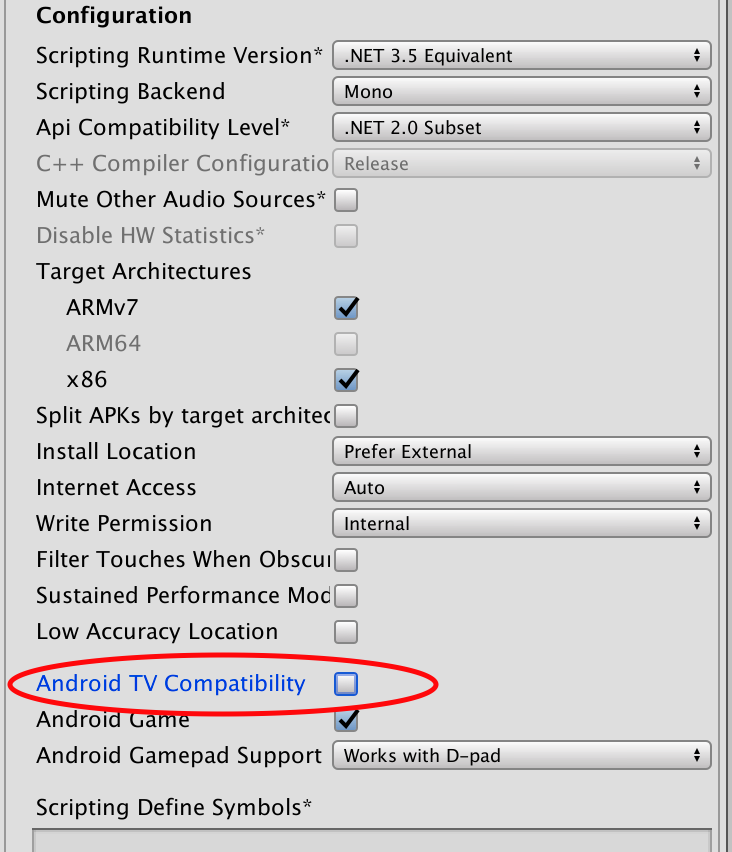 Configuration
Scripting Runtime Version* .NET 3.5 Equivalent
Scripting Backend Mono
Api Compatibility Level* .NET 2.0 Subset
C++ Compiler Configuratio Release
Mute Other Audio Sources*
Disable HW Statistics*
Target Architectures
ARMv7
ARM64
x86
Split APKs by target architec
Install Location Prefer External
Internet Access Auto
Write Permission Internal
Filter Touches When Obscur
Sustained Performance Mod
Low Accuracy Location
Android TV Compatibility
Android Game
Android Gamepad Support Works with D-pad
Scripting Define Symbols*